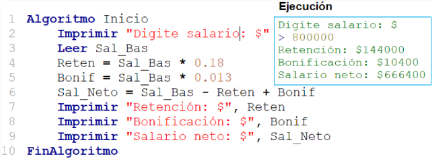 Ejecución
1 Algoritmo Inicio
2 Imprimir "Digite salario: $"
3 Leer Sal_Bas
4 Reten = Sal_Bas * 0.18
5 Bonif = Sal_Bas * 0.013
6 Sal_Neto = Sal_Bas - Reten + Bonif
7 Imprimir "Retención: $", Reten
8 Imprimir "Bonificación: $", Bonif
9 Imprimir "Salario neto: $", Sal_Neto
10 FinAlgoritmo
Digite salario: $
> 800000
Retención: $144000
Bonificación: $10400
Salario neto: $666400